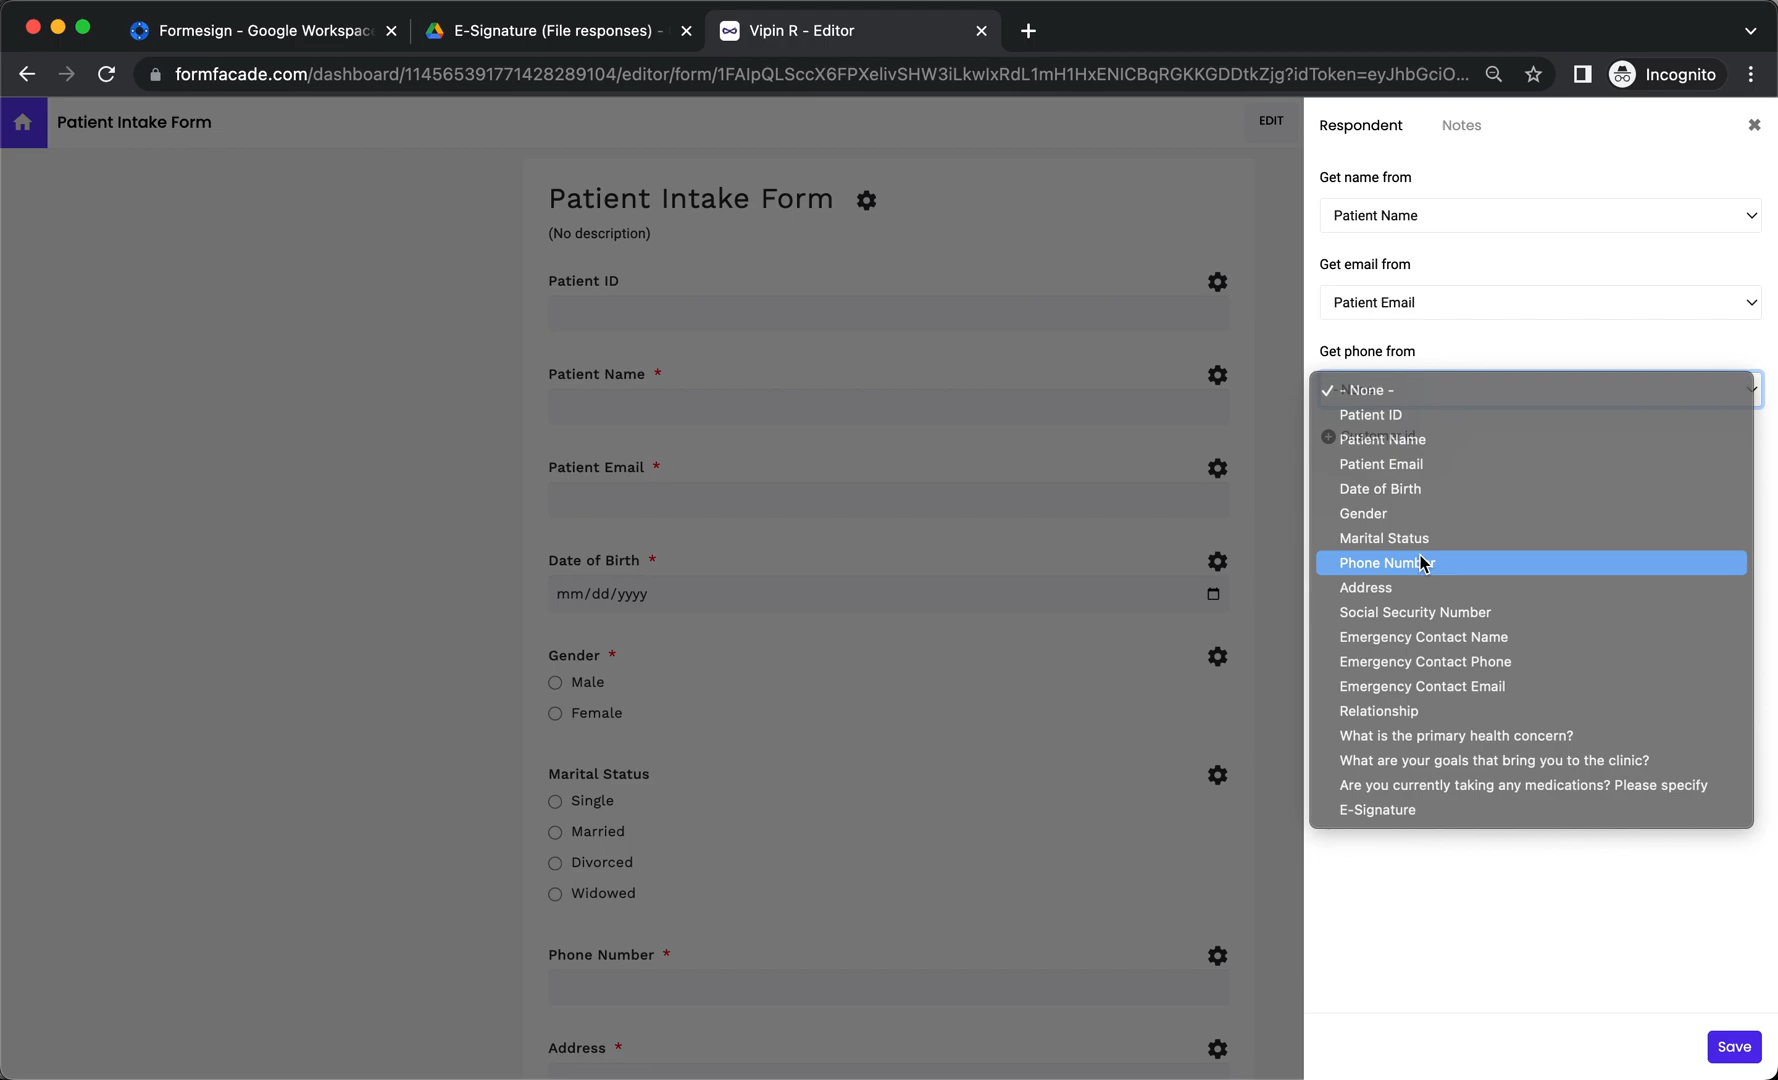 Formesign - Google Workspac
E-Signature (File responses) -
Vipin R - Editor
formfacade.com/dashboard/114565391771428289104/editor/form/1FAIpQLSccX6FPXelivSHW3iLkwIxRdL1mH1HxENICBqRGKKGDDtkZjg?idToken=eyJhbGciO...
Incognito
Patient Intake Form
EDIT
Patient Intake Form
(No description)
Patient ID
Patient Name *
Patient Email *
Date of Birth *
mm/dd/yyyy
Gender *
Male
Female
Marital Status
Single
Married
Divorced
Widowed
Phone Number *
Address *
Respondent
Notes
Get name from
Patient Name
Get email from
Patient Email
Get phone from
- None -
Patient ID
Patient Name
Patient Email
Date of Birth
Gender
Marital Status
Phone Number
Address
Social Security Number
Emergency Contact Name
Emergency Contact Phone
Emergency Contact Email
Relationship
What is the primary health concern?
What are your goals that bring you to the clinic?
Are you currently taking any medications? Please specify
E-Signature
Save